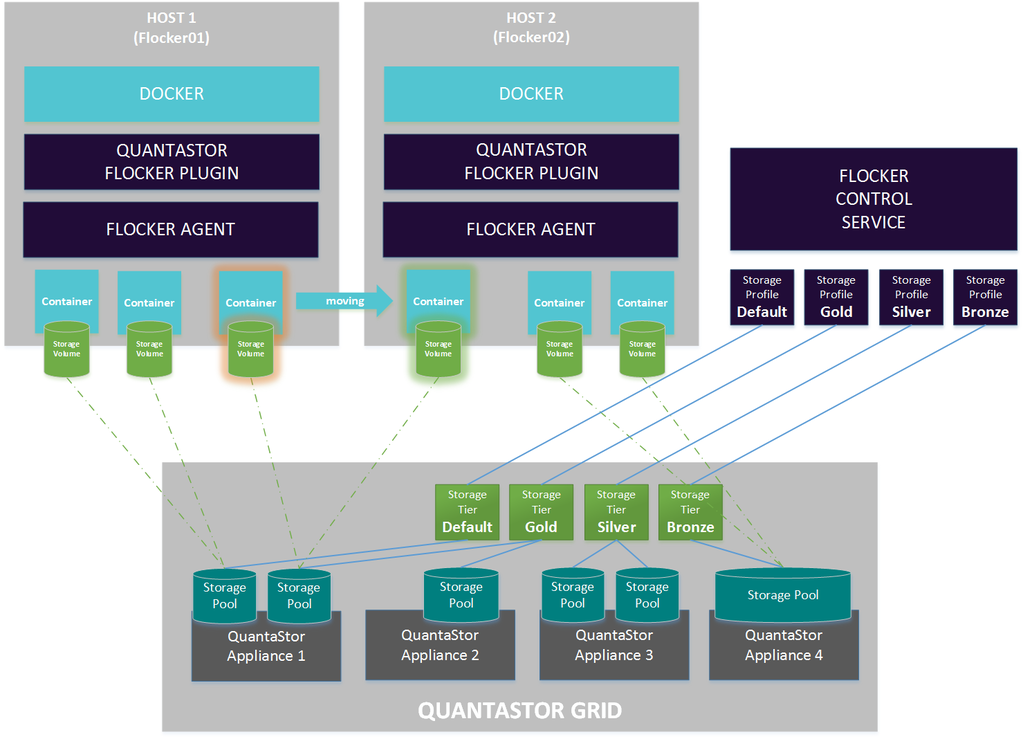 HOST 1
(Flocker01)
DOCKER
QUANTASTOR
FLOCKER PLUGIN
FLOCKER AGENT
Container
Container
Container
Storage
Volume
Storage
Volume
Storage
Volume
moving
HOST 2
(Flocker02)
DOCKER
QUANTASTOR
FLOCKER PLUGIN
FLOCKER AGENT
Container
Container
Container
Storage
Volume
Storage
Volume
Storage
Volume
FLOCKER
CONTROL
SERVICE
Storage
Profile
Default
Storage
Profile
Gold
Storage
Profile
Silver
Storage
Profile
Bronze
Storage
Tier
Default
Storage
Tier
Gold
Storage
Tier
Silver
Storage
Tier
Bronze
Storage
Pool
Storage
Pool
QuantaStor
Appliance 1
Storage
Pool
QuantaStor
Appliance 2
Storage
Pool
Storage
Pool
QuantaStor
Appliance 3
Storage Pool
QuantaStor
Appliance 4
QUANTASTOR GRID